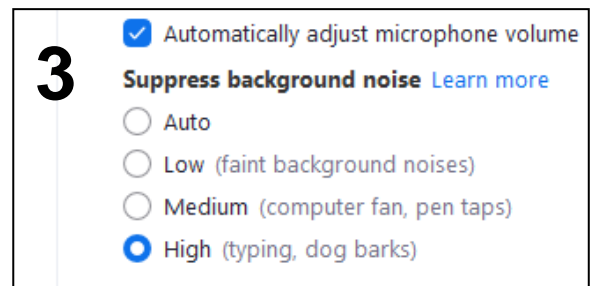 3
Automatically adjust microphone volume
Suppress background noise Learn more
Auto
Low (faint background noises)
Medium (computer fan, pen taps)
High (typing, dog barks)